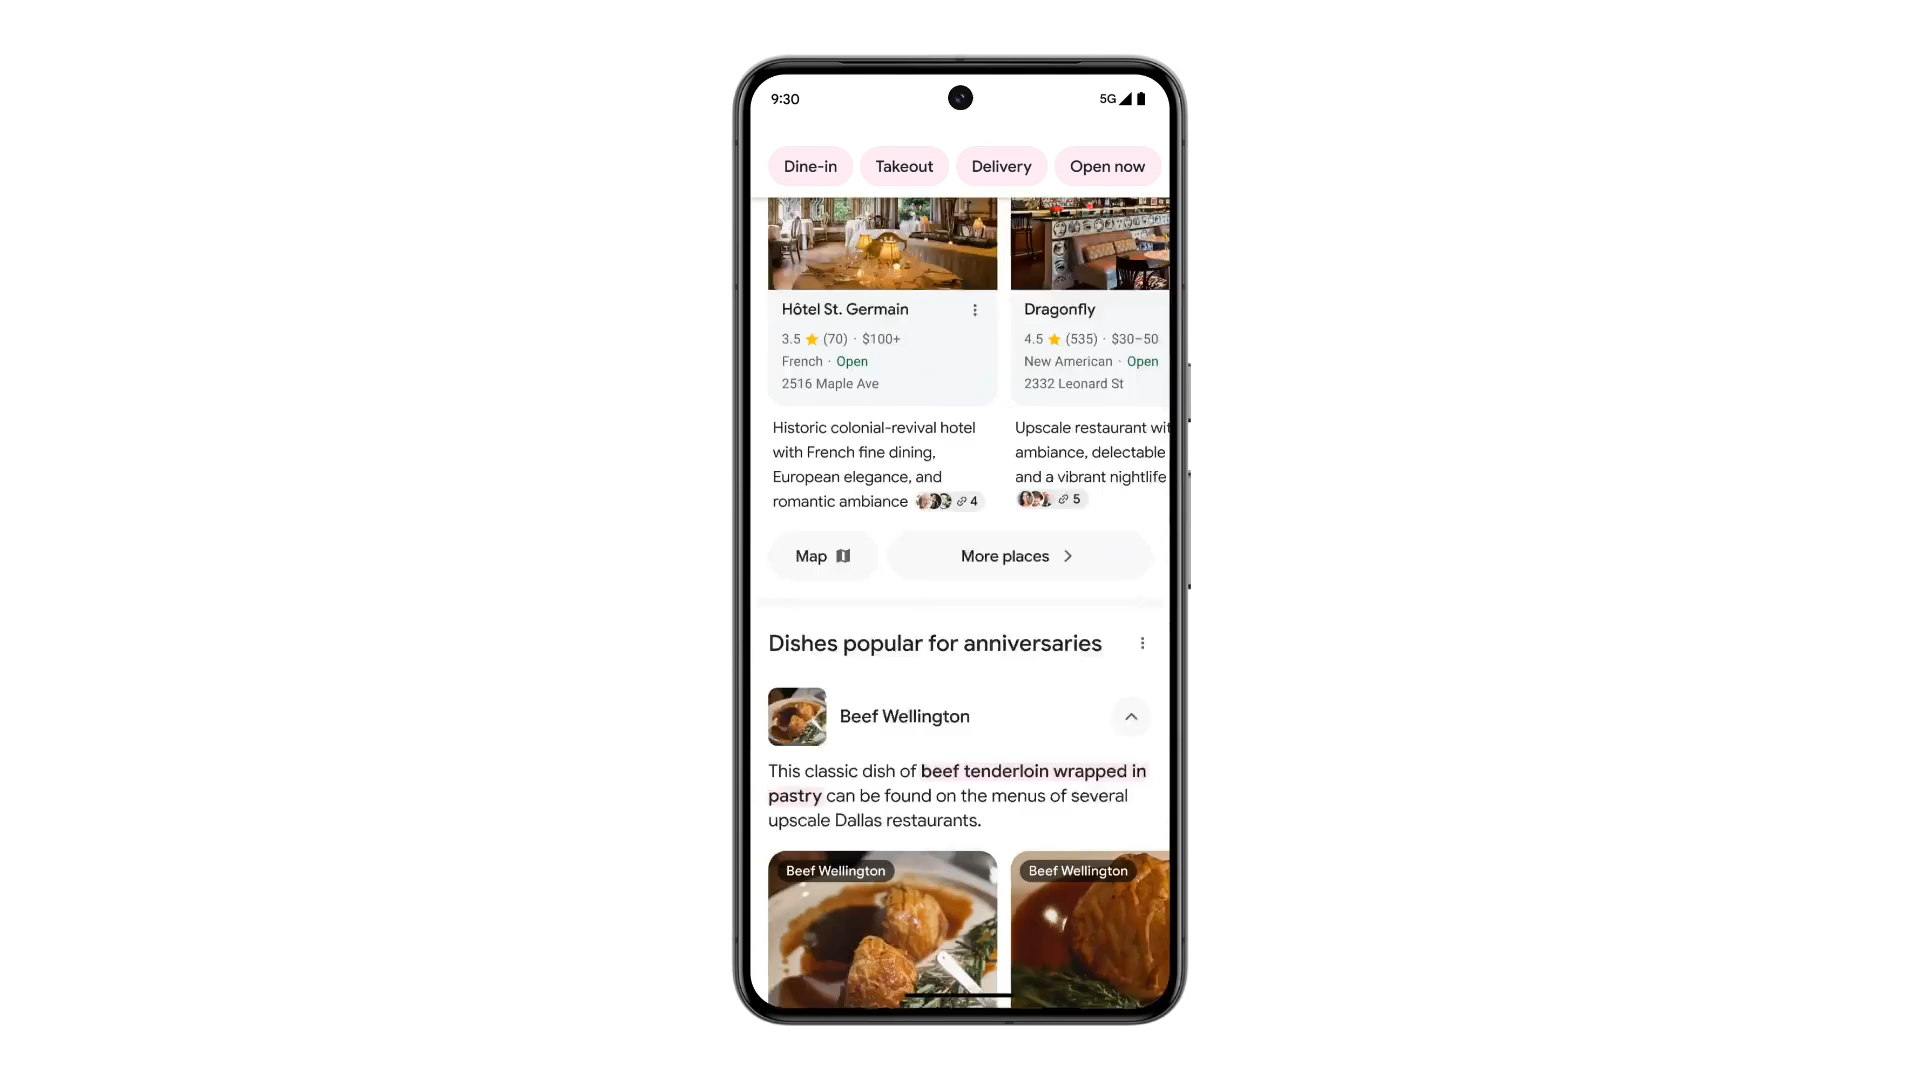 9:30
5G
Dine-in
Takeout
Delivery
Open now
Hôtel St. Germain
3.5 (70) · $100+
French · Open
2516 Maple Ave
Historic colonial-revival hotel
with French fine dining,
European elegance, and
romantic ambiance 4
Dragonfly
4.5 (535) · $30–50
New American · Open
2332 Leonard St
Upscale restaurant
ambiance, delectable
and a vibrant nightlife
5
Map
More places
Dishes popular for anniversaries
Beef Wellington
This classic dish of beef tenderloin wrapped in
pastry can be found on the menus of several
upscale Dallas restaurants.
Beef Wellington
Beef Wellington